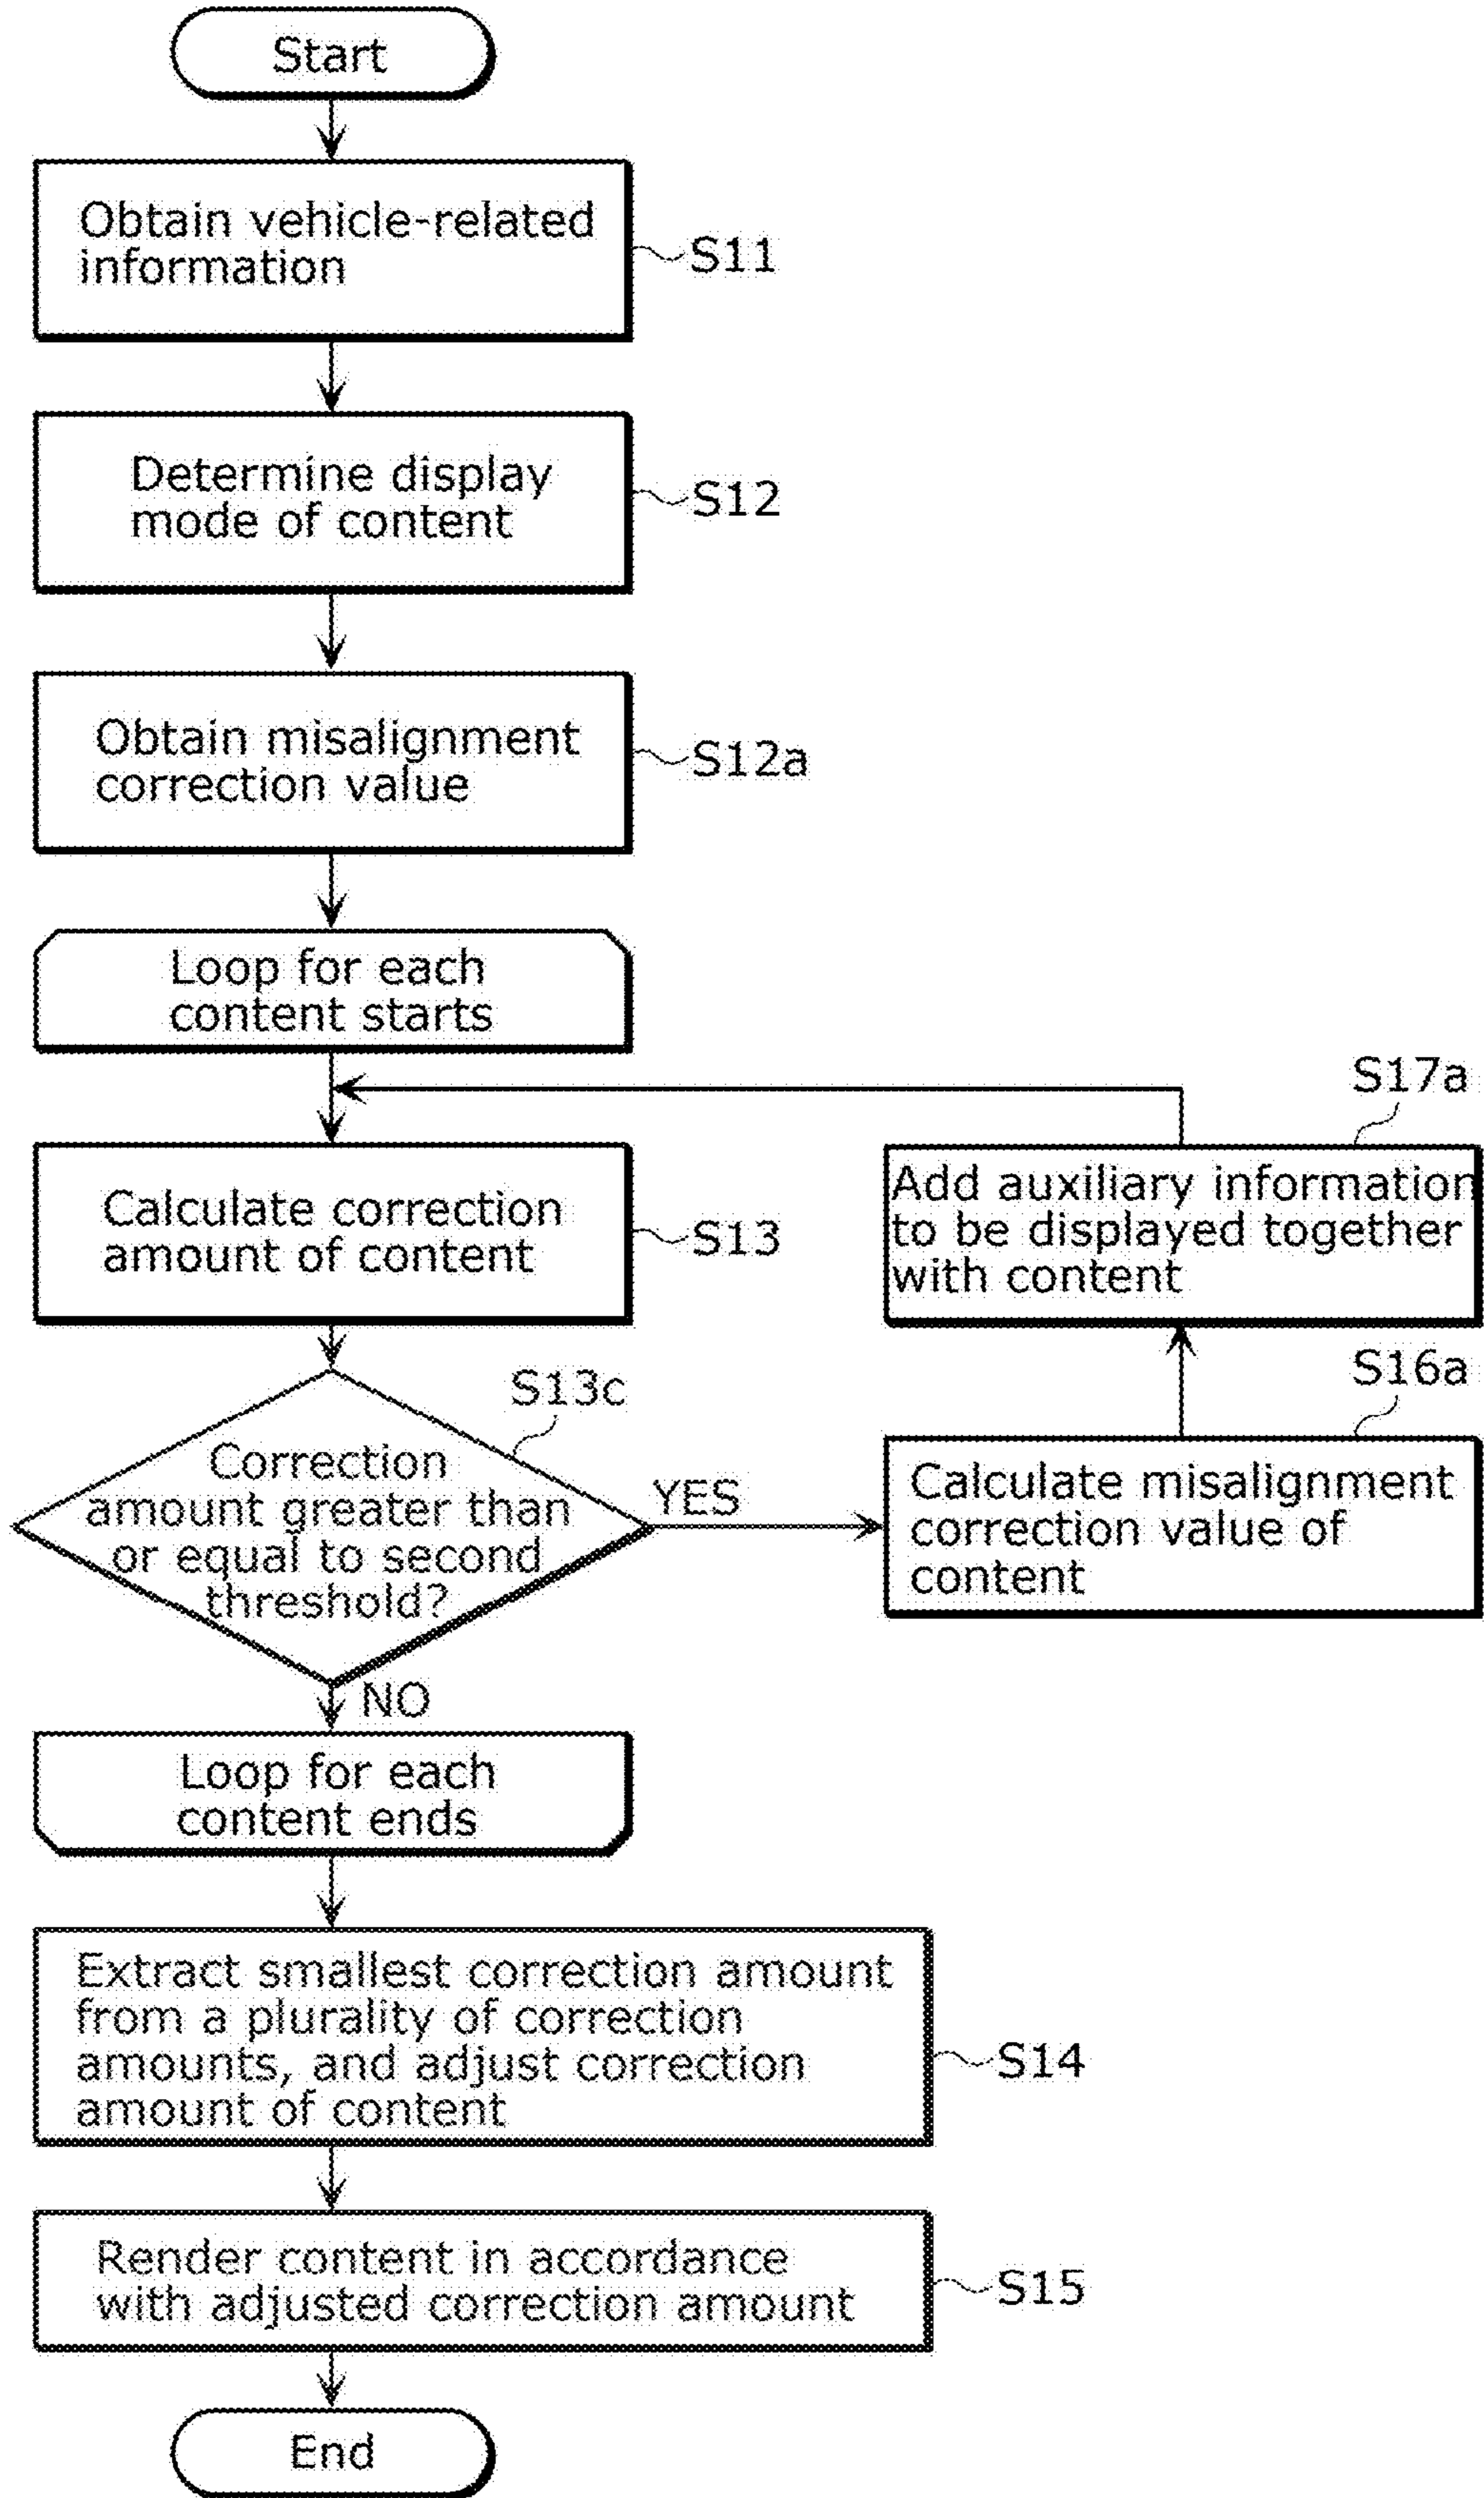 Start
Obtain vehicle-related
information
S11
Determine display
mode of content
S12
Obtain misalignment
correction value
S12a
Loop for each
content starts
S17a
Calculate correction
amount of content
S13
Add auxiliary information
to be displayed together
with content
S13c
S16a
Correction
amount greater than
or equal to second
threshold?
YES
Calculate misalignment
correction value of
content
NO
Loop for each
content ends
Extract smallest correction amount
from a plurality of correction
amounts, and adjust correction
amount of content
S14
Render content in accordance
with adjusted correction amount
S15
End